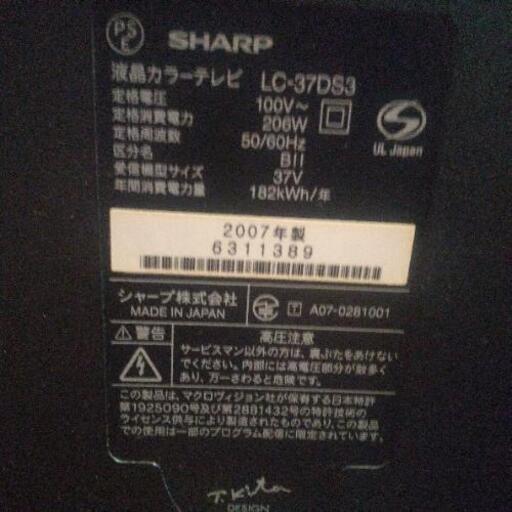 PS
E
SHARP
液晶カラーテレビ LC-37DS3
定格電圧 100V～
定格消費電力 206W
定格周波数 50/60Hz
区分名 BII
受信機型サイズ 37V
年間消費電力量 182kWh/年
UL Japan
2007年製
6311389
シャープ株式会社
MADE IN JAPAN
T A07-0281001
警告
高圧注意
サービスマン以外の方は、裏ぶたをあけない
でください。内部には高電圧部分が数多く
あり、万一さわると危険です。
この製品は、マクロヴィジョン社が保有する日本特許
第1925090号及び第2881432号の特許技術の
ライセンス供与により製造されたものであり、この製品
での使用は一部のプログラム配信に限定されています。
T. Kita
DESIGN